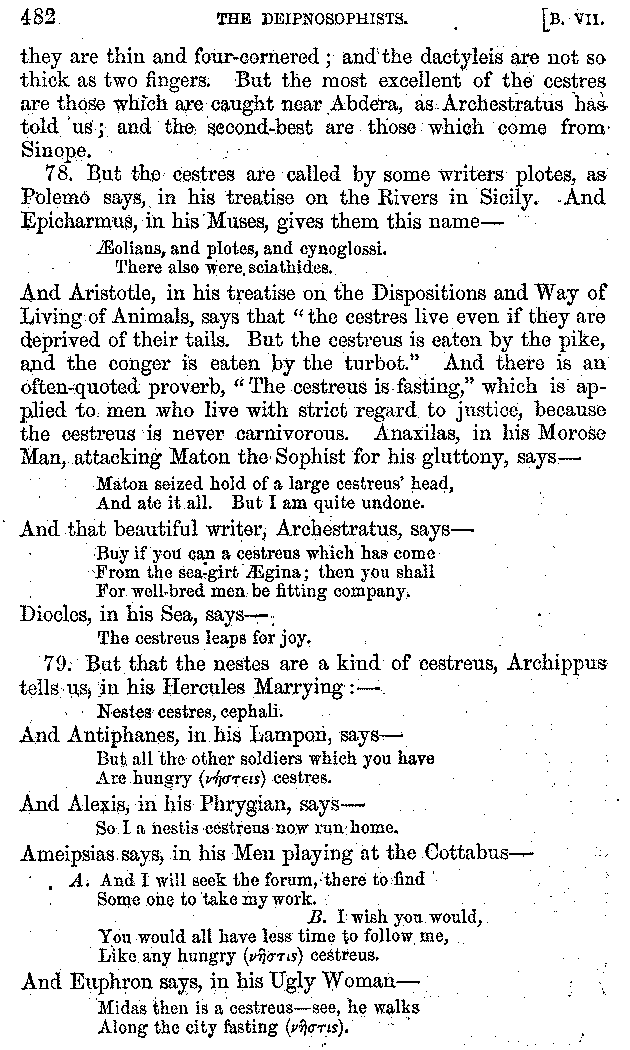 482 THE DEIPNOSOPHISTS. [B. VII.
they are thin and four-cornered ; and the dactyleis are not so
thick as two fingers. But the most excellent of the cestres
are those which are caught near Abdera, as Archestratus has
told us ; and the second-best are those which come from
Sinope.
78. But the cestres are called by some writers plotes, as
Polemo says, in his treatise on the Rivers in Sicily. And
Epicharmus, in his Muses, gives them this name—
Æolians, and plotes, and cynoglossi.
There also were sciathides.
And Aristotle, in his treatise on the Dispositions and Way of
Living of Animals, says that “ the cestres live even if they are
deprived of their tails. But the cestreus is eaten by the pike,
and the conger is eaten by the turbot.” And there is an
often-quoted proverb, “ The cestreus is fasting,” which is ap-
plied to men who live with strict regard to justice, because
the cestreus is never carnivorous. Anaxilas, in his Morose
Man, attacking Maton the Sophist for his gluttony, says—
Maton seized hold of a large cestreus’ head,
And ate it all. But I am quite undone.
And that beautiful writer, Archestratus, says—
Buy if you can a cestreus which has come
From the sea-girt Ægina ; then you shall
For well-bred men be fitting company.
Diocles, in his Sea, says—
The cestreus leaps for joy.
79. But that the nestes are a kind of cestreus, Archippus
tells us, in his Hercules Marrying :—
Nestes cestres, cephali.
And Antiphanes, in his Lampon, says—
But all the other soldiers which you have
Are hungry (νήστεις) cestres.
And Alexis, in his Phrygian, says—
So I a nestis cestreus now run home.
Ameipsias says, in his Men playing at the Cottabus—
A. And I will seek the forum, there to find
Some one to take my work.
B. I wish you would,
You would all have less time to follow me,
Like any hungry (νῆστις) cestreus.
And Euphron says, in his Ugly Woman—
Midas then is a cestreus—see, he walks
Along the city fasting (νῆστις).